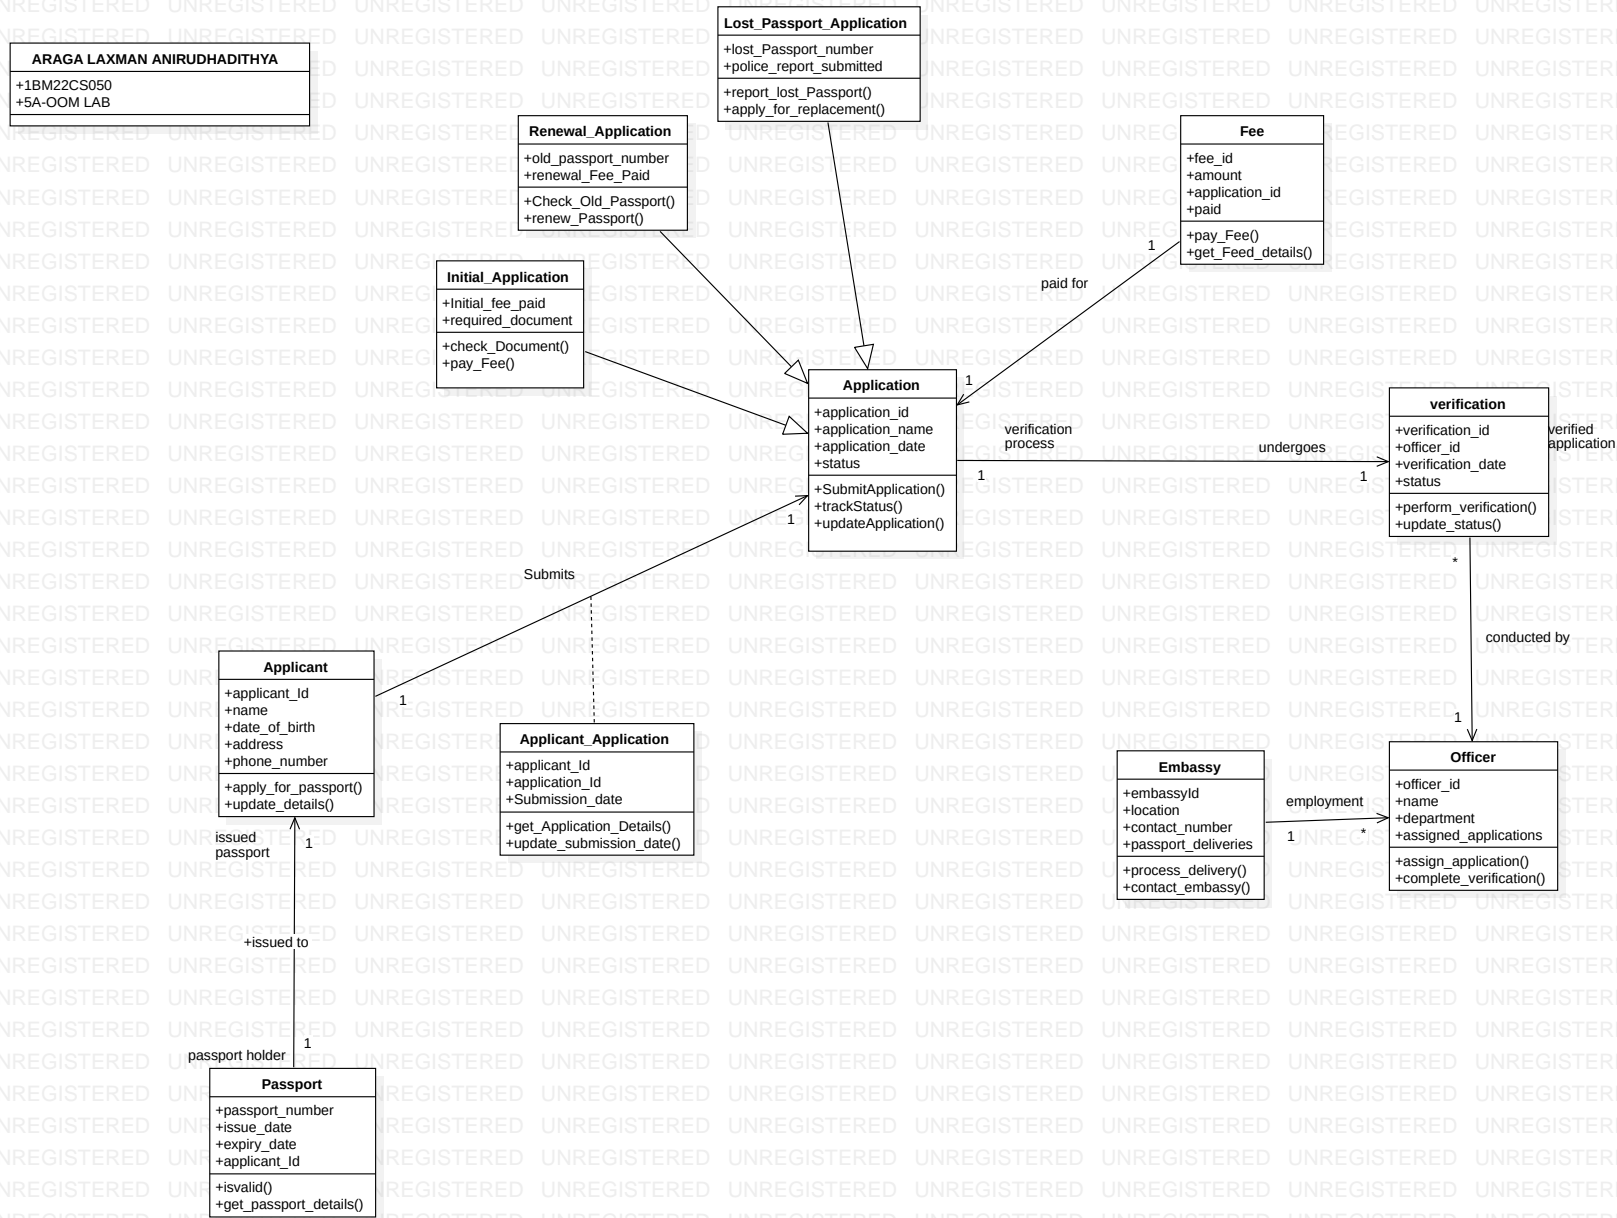 ARAGA LAXMAN ANIRUDHADITHYA
+1BM22CS050
+5A-OOM LAB
Lost_Passport_Application
+lost_Passport_number
+police_report_submitted
+report_lost_Passport()
+apply_for_replacement()
Renewal_Application
+old_passport_number
+renewal_Fee_Paid
+Check_Old_Passport()
+renew_Passport()
Fee
+fee_id
+amount
+application_id
+paid
+pay_Fee()
+get_Feed_details()
1
paid for
1
Initial_Application
+Initial_fee_paid
+required_document
+check_Document()
+pay_Fee()
Application
+application_id
+application_name
+application_date
+status
+SubmitApplication()
+trackStatus()
+updateApplication()
verification
process
undergoes
1
1
verification
+verification_id
+officer_id
+verification_date
+status
+perform_verification()
+update_status()
verified
application
1
Submits
1
*
conducted by
1
Applicant
+applicant_Id
+name
+date_of_birth
+address
+phone_number
+apply_for_passport()
+update_details()
Applicant_Application
+applicant_Id
+application_Id
+Submission_date
+get_Application_Details()
+update_submission_date()
Embassy
+embassyId
+location
+contact_number
+passport_deliveries
+process_delivery()
+contact_embassy()
employment
1
*
Officer
+officer_id
+name
+department
+assigned_applications
+assign_application()
+complete_verification()
issued
passport
1
+issued to
1
passport holder
Passport
+passport_number
+issue_date
+expiry_date
+applicant_Id
+isvalid()
+get_passport_details()
UNREGISTERED